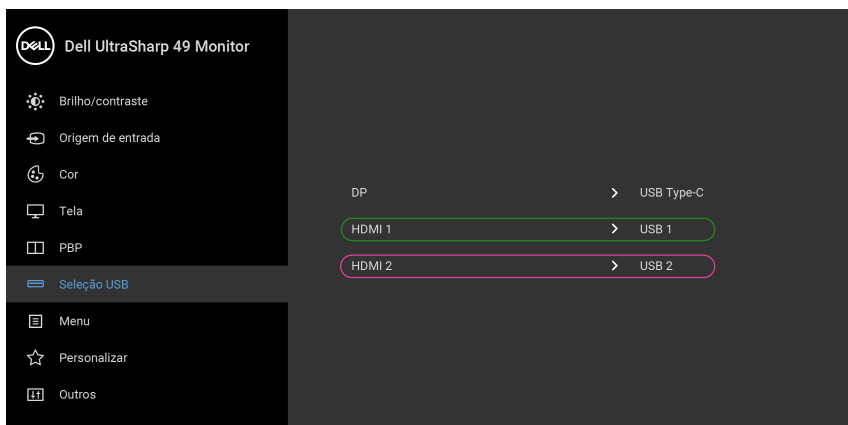 DELL
Dell UltraSharp 49 Monitor
Brilho/contraste
Origem de entrada
Cor
Tela
PBP
Seleção USB
Menu
Personalizar
Outros
DP > USB Type-C
HDMI 1 > USB 1
HDMI 2 > USB 2